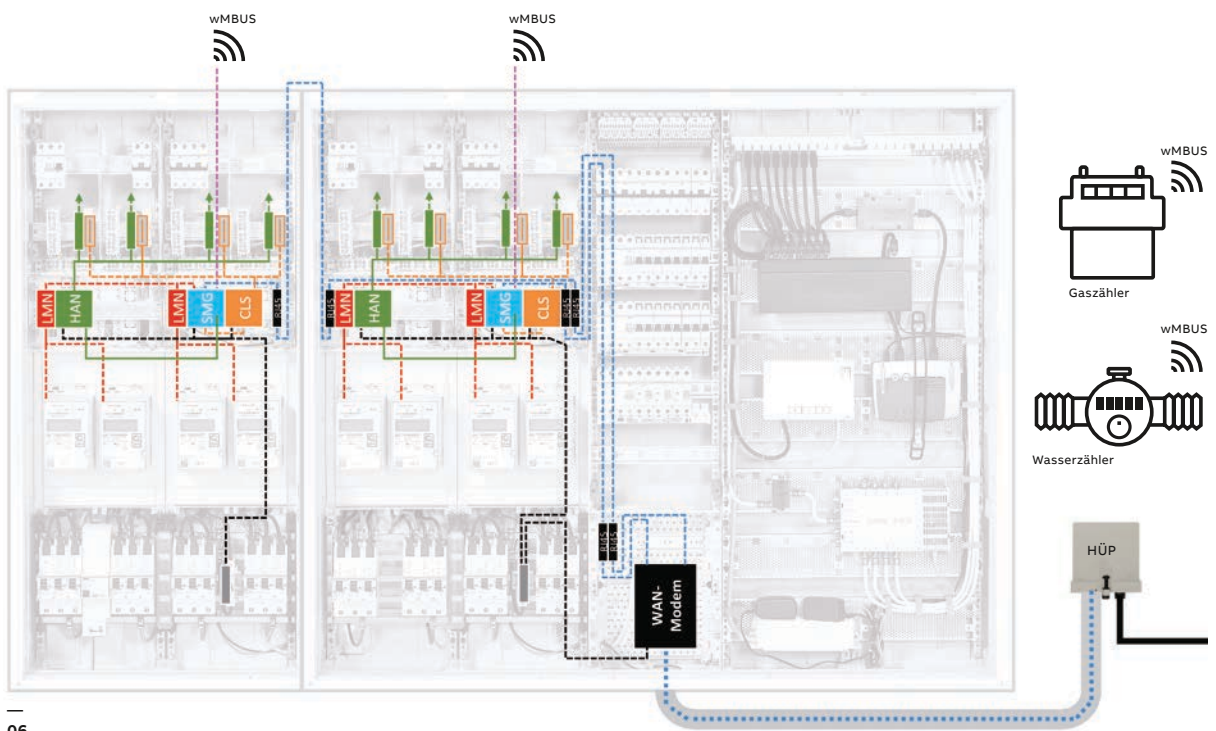 wMBUS
wMBUS
wMBUS
Gaszähler
LMN
HAN
LMN
SMG
CLS
RJ45
RJ45
LMN
HAN
LMN
SMG
CLS
RJ45
RJ45
wMBUS
Wasserzähler
RJ45
RJ45
WAN-
Modem
HÜP
—
06